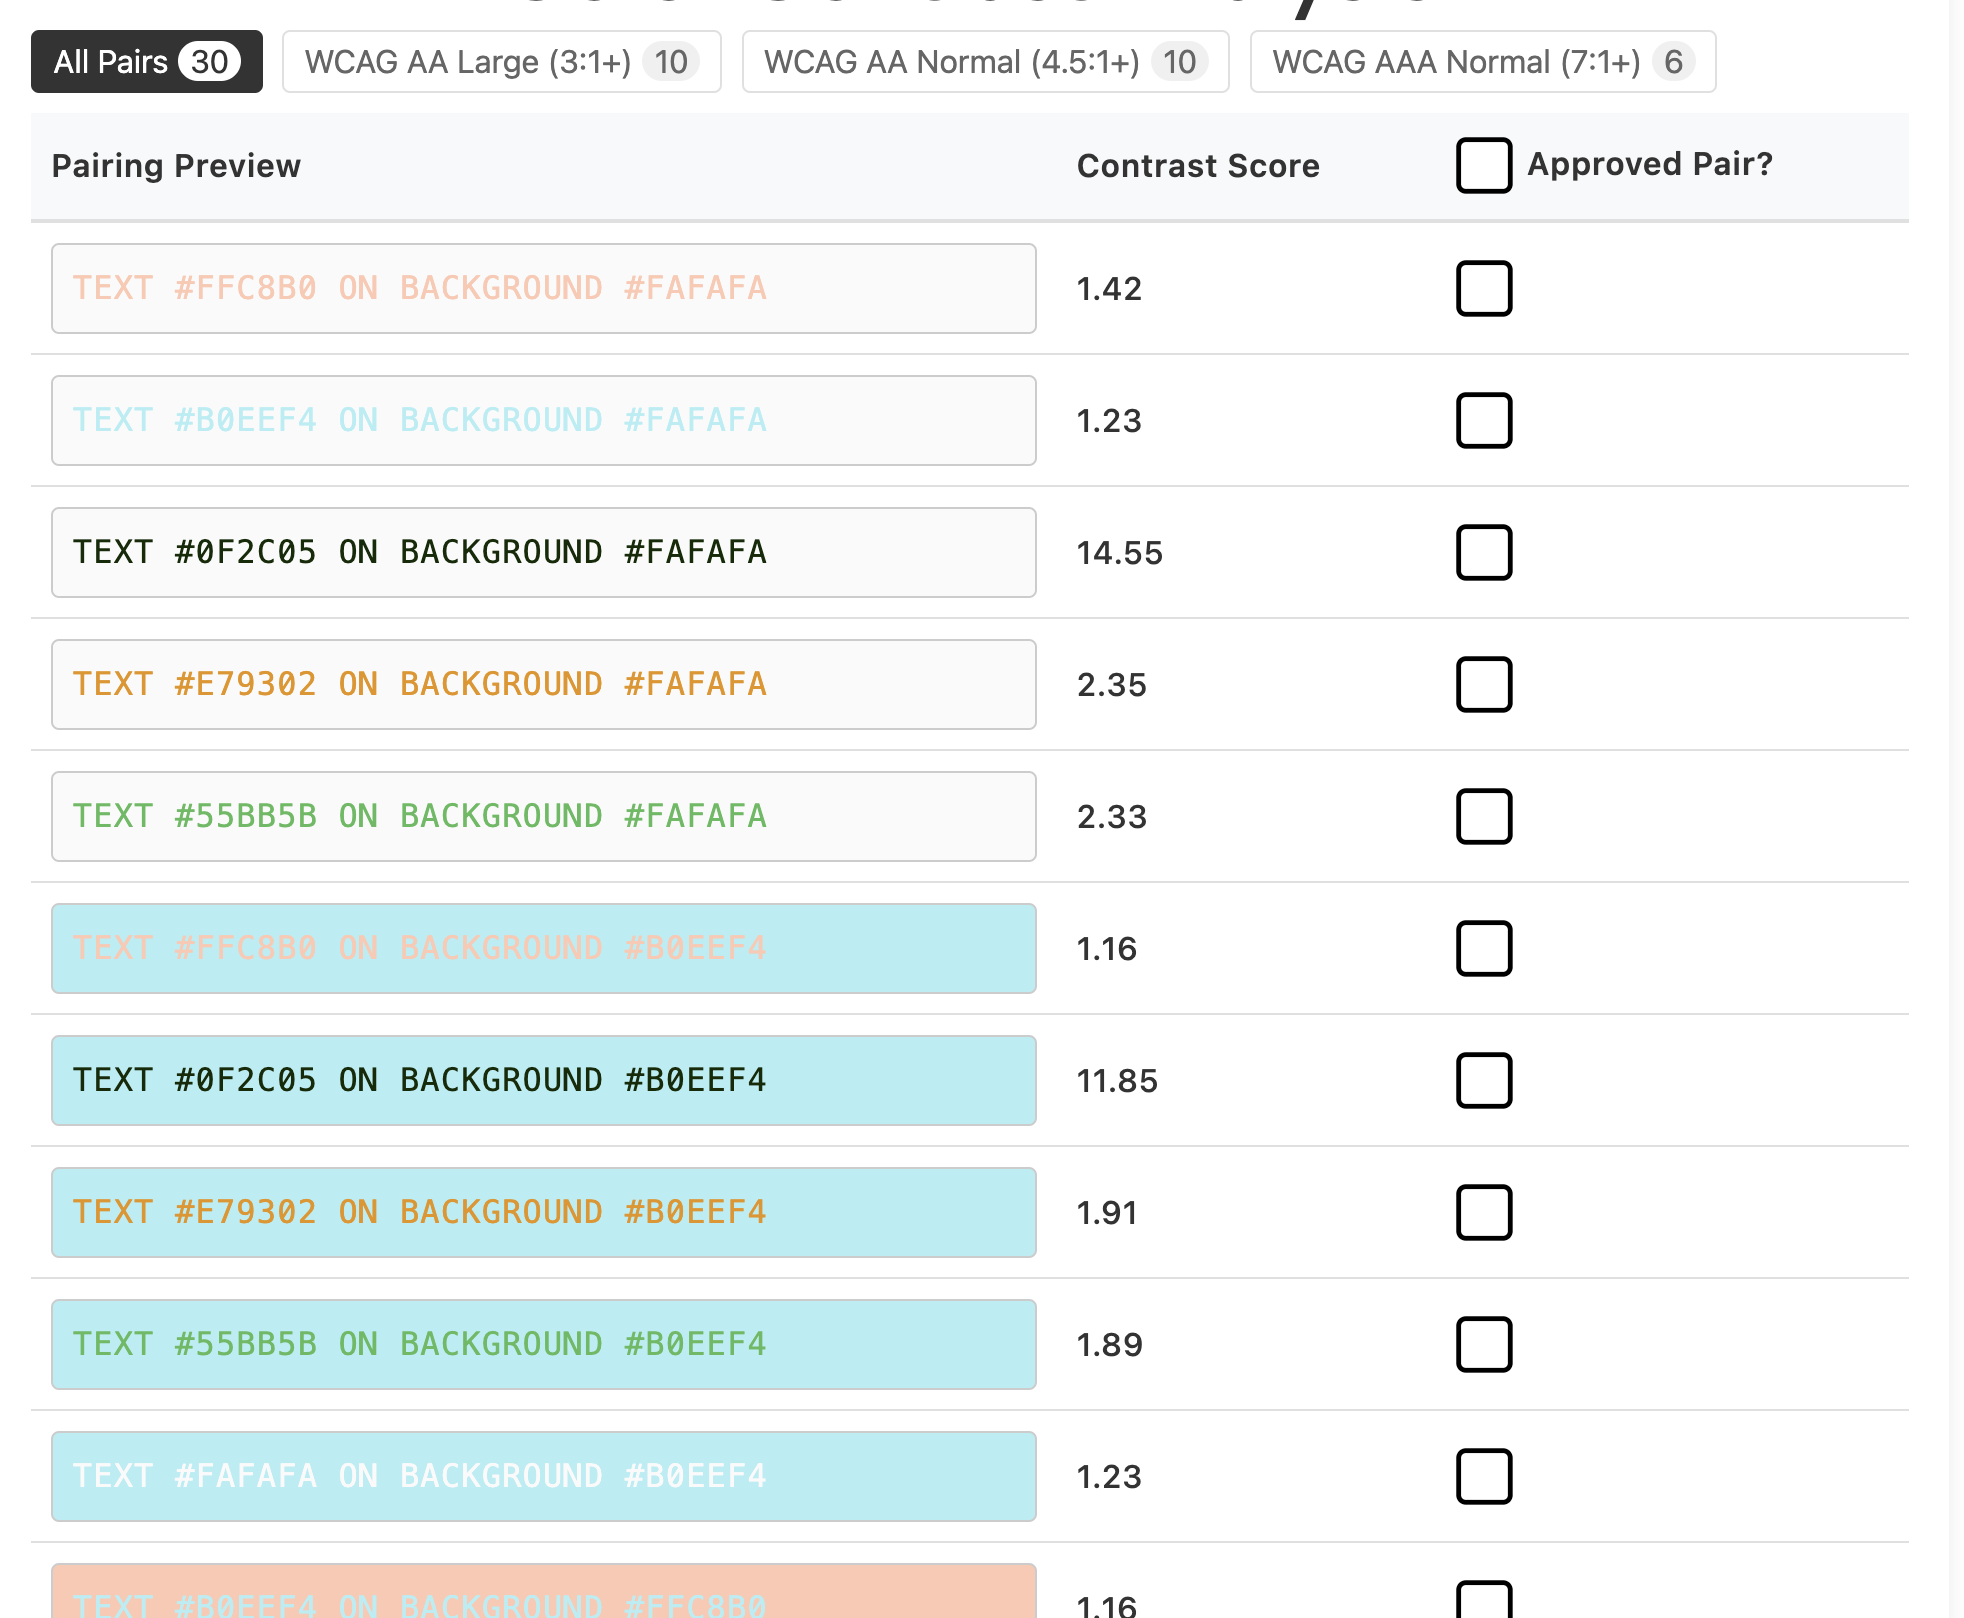 All Pairs 30 WCAG AA Large (3:1+) 10 WCAG AA Normal (4.5:1+) 10 WCAG AAA Normal (7:1+) 6
Pairing Preview Contrast Score Approved Pair?
TEXT #FFC8B0 ON BACKGROUND #FAFAFA 1.42
TEXT #B0EEF4 ON BACKGROUND #FAFAFA 1.23
TEXT #0F2C05 ON BACKGROUND #FAFAFA 14.55
TEXT #E79302 ON BACKGROUND #FAFAFA 2.35
TEXT #55BB5B ON BACKGROUND #FAFAFA 2.33
TEXT #FFC8B0 ON BACKGROUND #B0EEF4 1.16
TEXT #0F2C05 ON BACKGROUND #B0EEF4 11.85
TEXT #E79302 ON BACKGROUND #B0EEF4 1.91
TEXT #55BB5B ON BACKGROUND #B0EEF4 1.89
TEXT #FAFAFA ON BACKGROUND #B0EEF4 1.23
TEXT #B0EEF4 ON BACKGROUND #FFC8B0 1.16